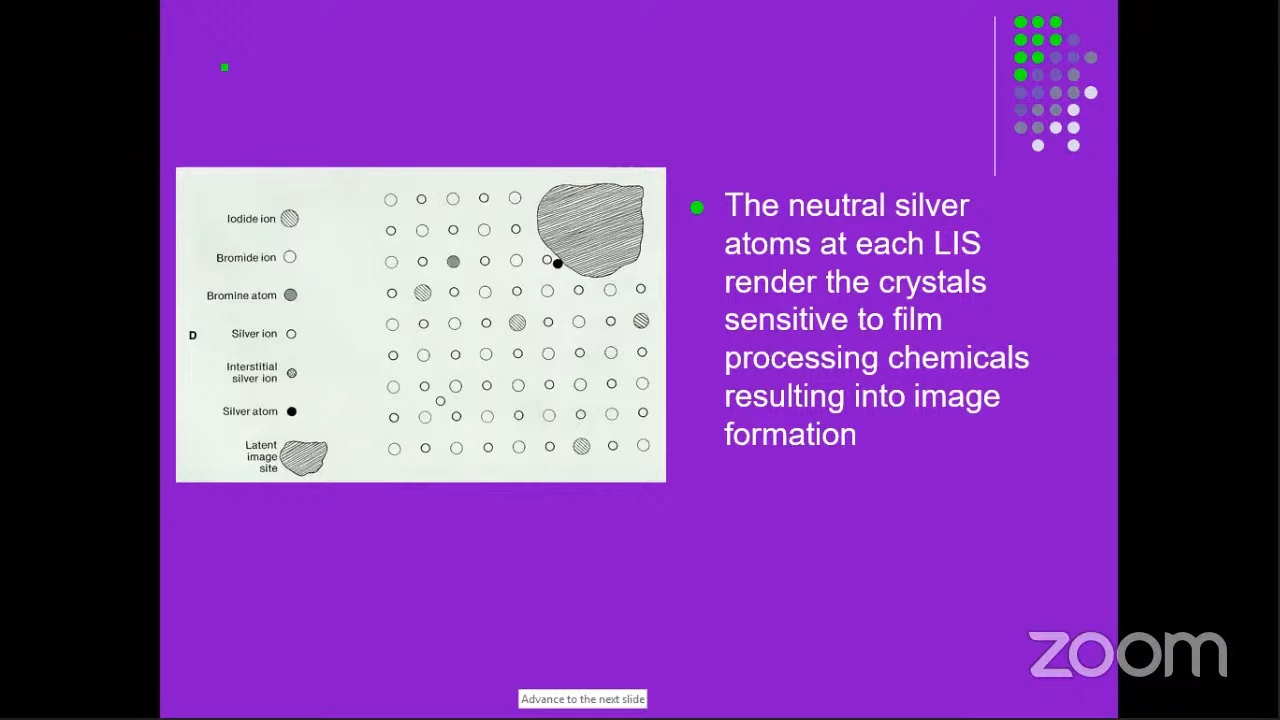 Iodide ion
Bromide ion
Bromine atom
D
Silver ion
Interstitial
silver ion
Silver atom
Latent
image
site
The neutral silver
atoms at each LIS
render the crystals
sensitive to film
processing chemicals
resulting into image
formation
zoom
Advance to the next slide